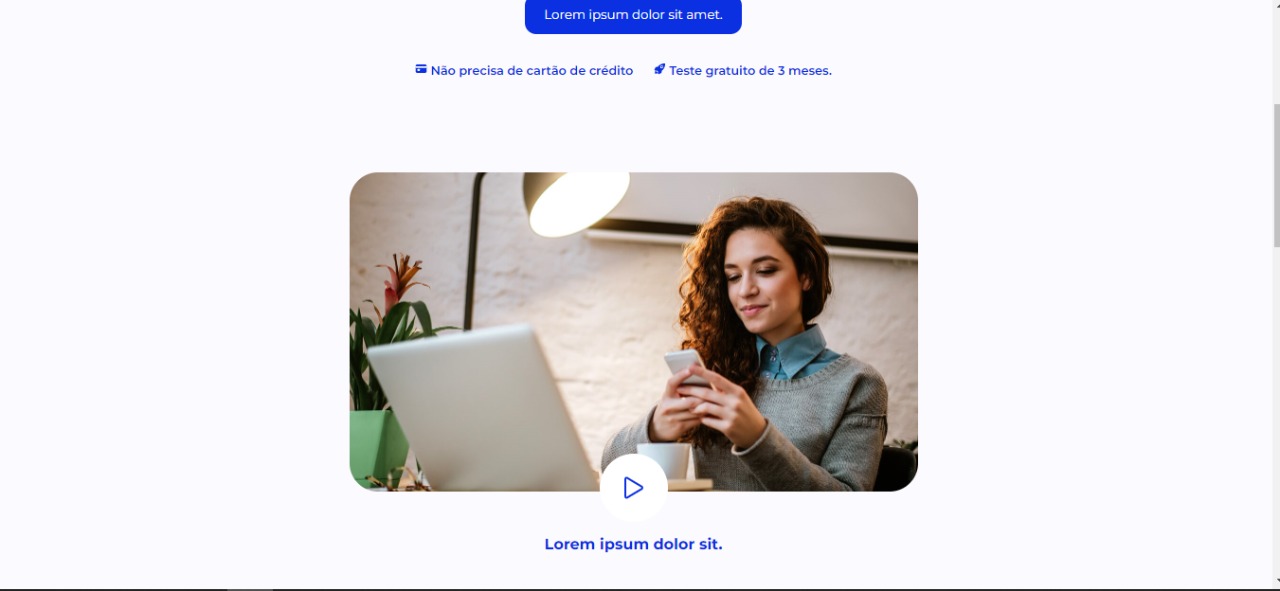 Lorem ipsum dolor sit amet.
Não precisa de cartão de crédito Teste gratuito de 3 meses.
Lorem ipsum dolor sit.